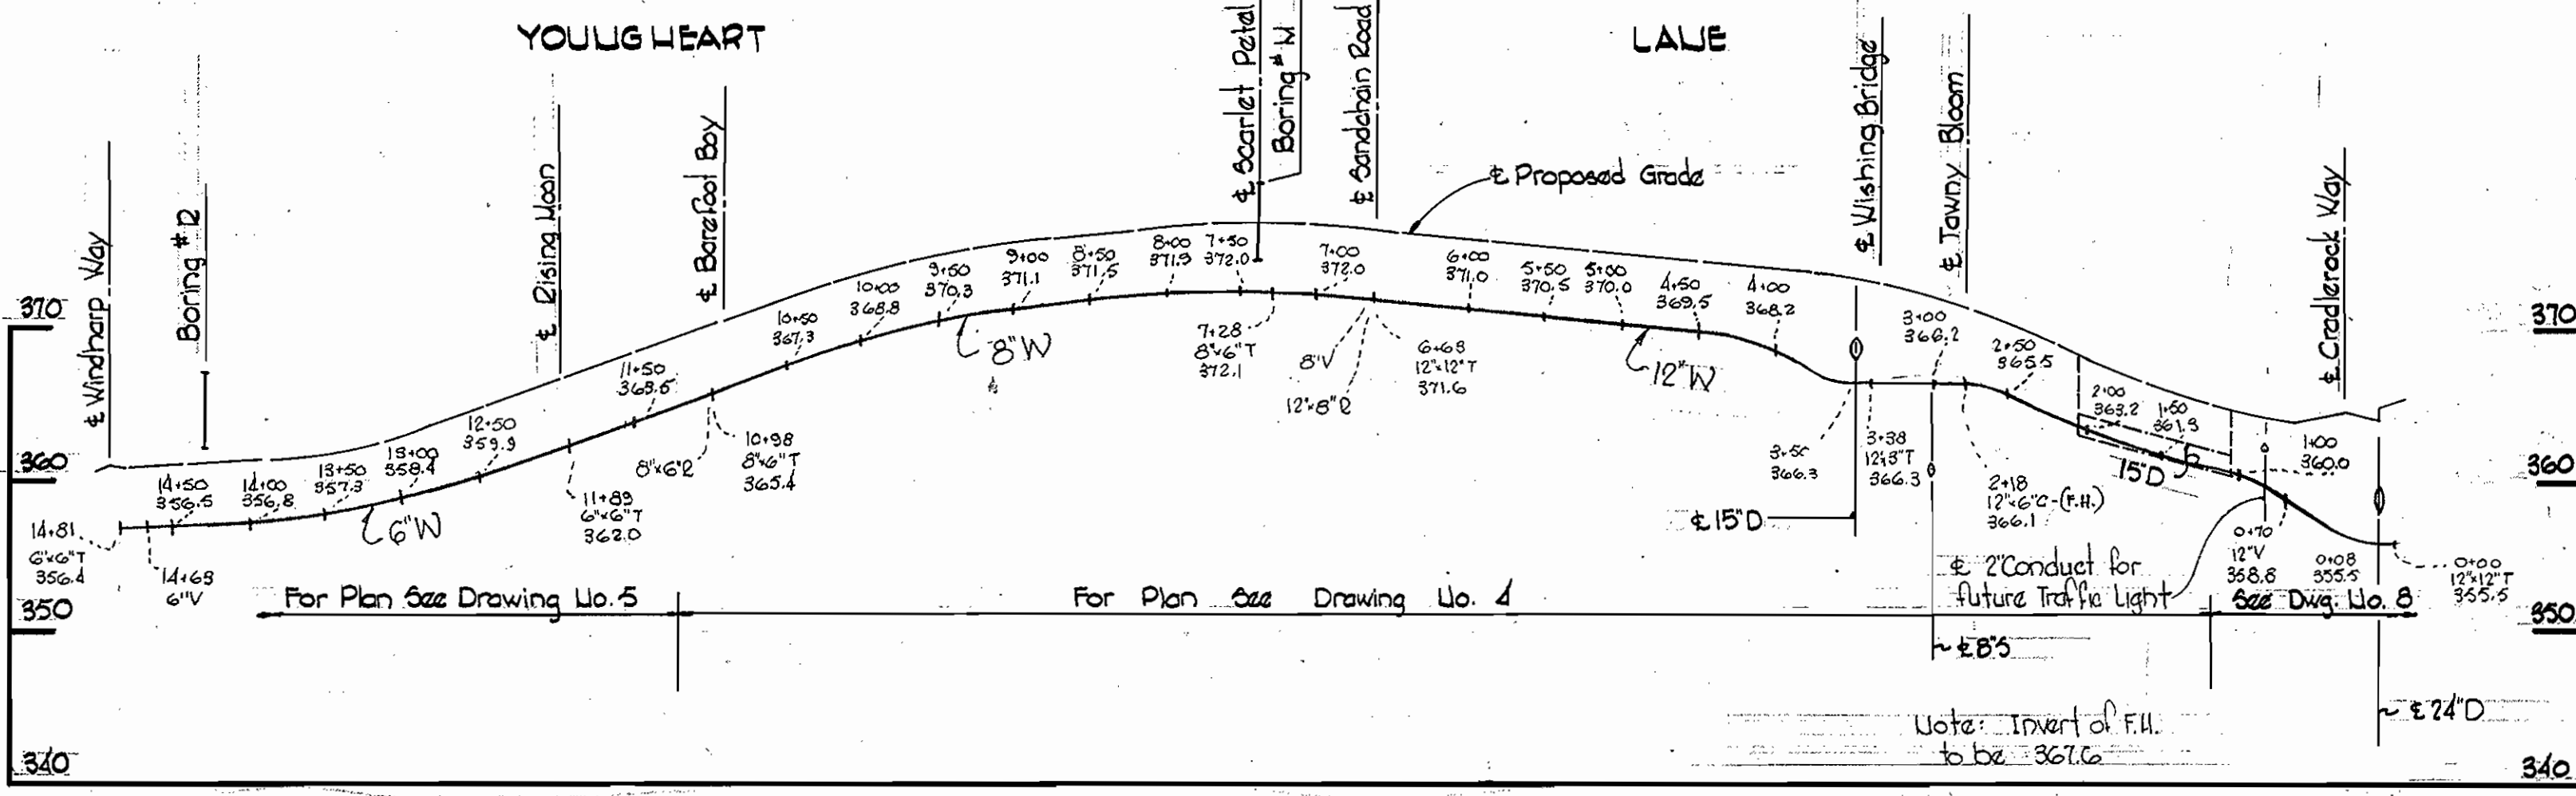 YOUNG HEART
LANE
℄ Windharp Way
Boring #12
℄ Rising Moon
℄ Barefoot Boy
℄ Scarlet Petal
℄ Sandchain Road
℄ Wishing Bridge
℄ Tawny Bloom
℄ Cradlerock Way
℄ Proposed Grade
370
360
350
340
370
360
350
340
14+81
6"x6"T
356.4
14+69
6"V
14+50
356.5
14+00
356.8
13+50
357.3
13+00
358.4
6"W
12+50
359.9
11+89
6"x6"T
362.0
11+50
363.5
8"x6"R
10+98
8"x6"T
365.4
10+50
367.3
10+00
368.8
9+50
370.3
8"W
9+00
371.1
8+50
371.5
8+00
371.9
7+50
372.0
7+28
8"x6"T
372.1
7+00
372.0
8"V
12"x8"R
6+63
12"x12"T
371.6
6+00
371.0
5+50
370.5
5+00
370.0
12"W
4+50
369.5
4+00
368.2
3+50
366.3
3+38
366.3
3+00
366.2
2+50
365.5
2+18
12"x6"C-(F.H.)
366.1
2+00
363.2
1+50
361.3
15"D
1+00
360.0
0+70
12"V
358.8
0+08
355.5
0+00
12"x12"T
355.5
℄ 15"D
℄ 2"Conduct for
future Traffic Light
For Plan See Drawing No. 5
For Plan See Drawing No. 4
See Dwg. No. 8
℄ 8"S
℄ 24"D
Note: Invert of F.H.
to be 367.6